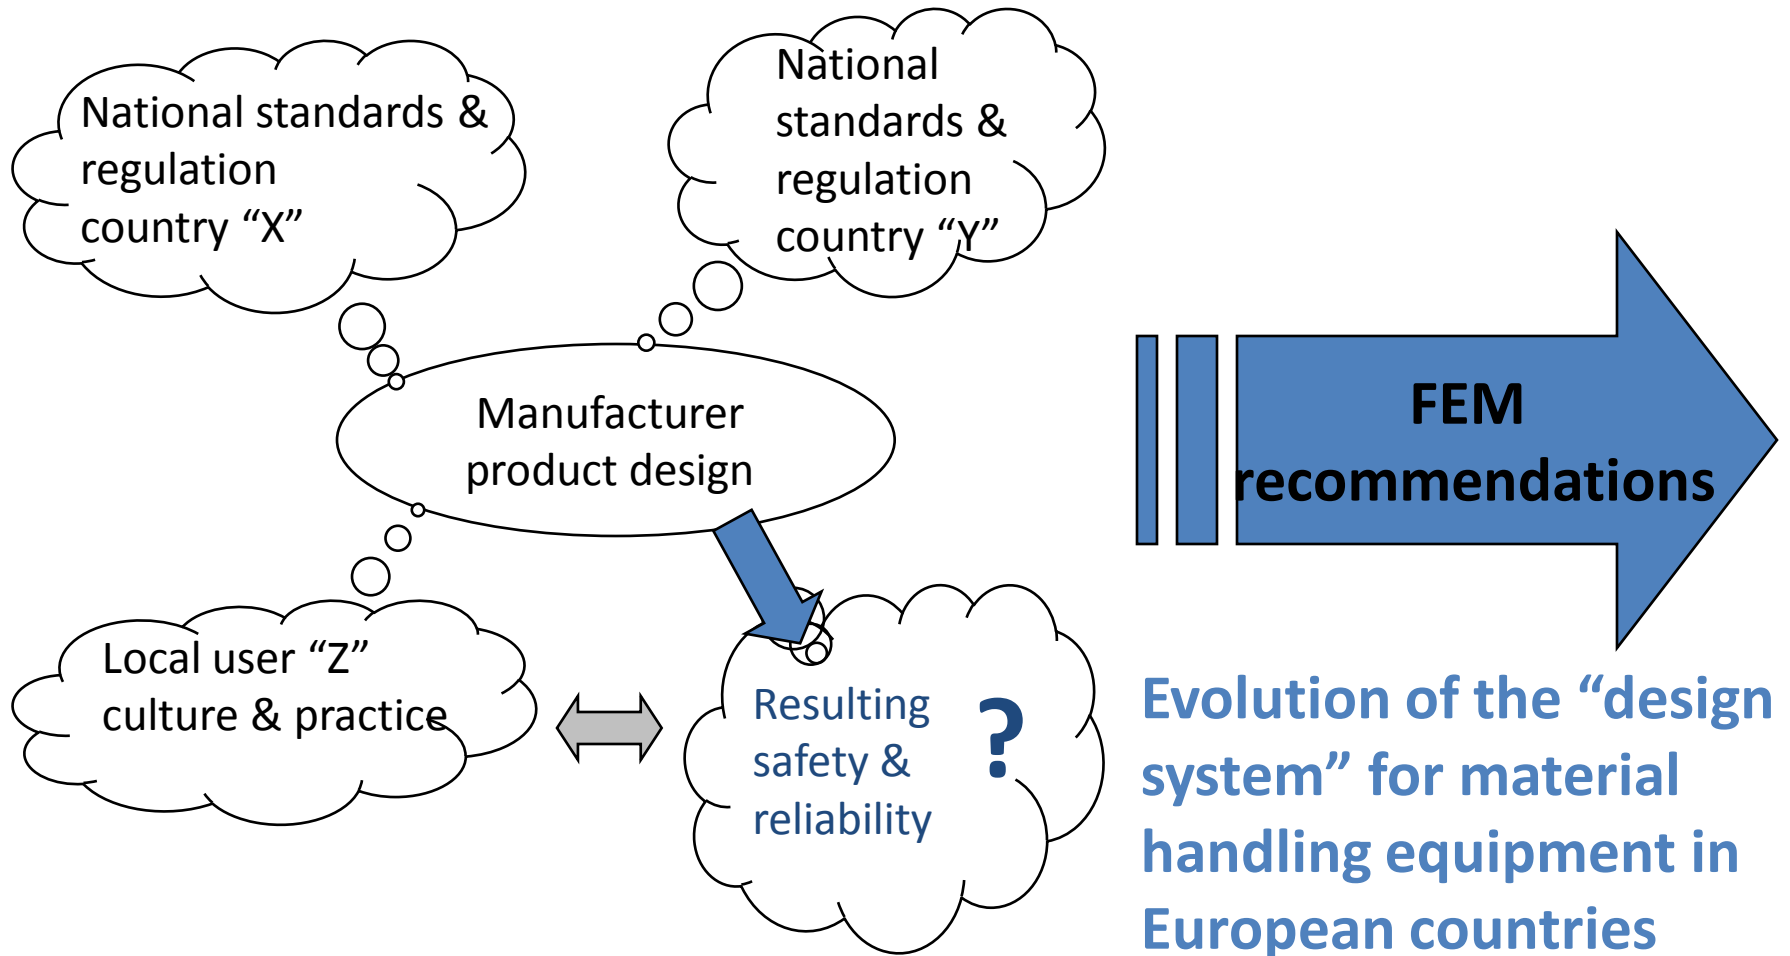 National standards &
regulation
country “X”
National
standards &
regulation
country “Y”
Manufacturer
product design
FEM
recommendations
Local user “Z”
culture & practice
Resulting
safety &
reliability
?
Evolution of the “design
system” for material
handling equipment in
European countries